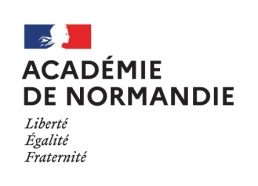 ACADÉMIE
DE NORMANDIE
Liberté
Égalité
Fraternité